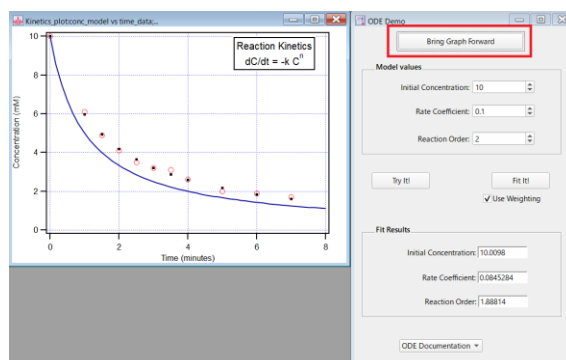 Kinetics_plot:conc_model vs time_data;...
Reaction Kinetics
dC/dt = -k C^n
Concentration (mM)
10
8
6
4
2
0
0 2 4 6 8
Time (minutes)
ODE Demo
Bring Graph Forward
Model values
Initial Concentration: 10
Rate Coefficient: 0.1
Reaction Order: 2
Try It!
Fit It!
Use Weighting
Fit Results
Initial Concentration: 10.0098
Rate Coefficient: 0.0845284
Reaction Order: 1.88814
ODE Documentation